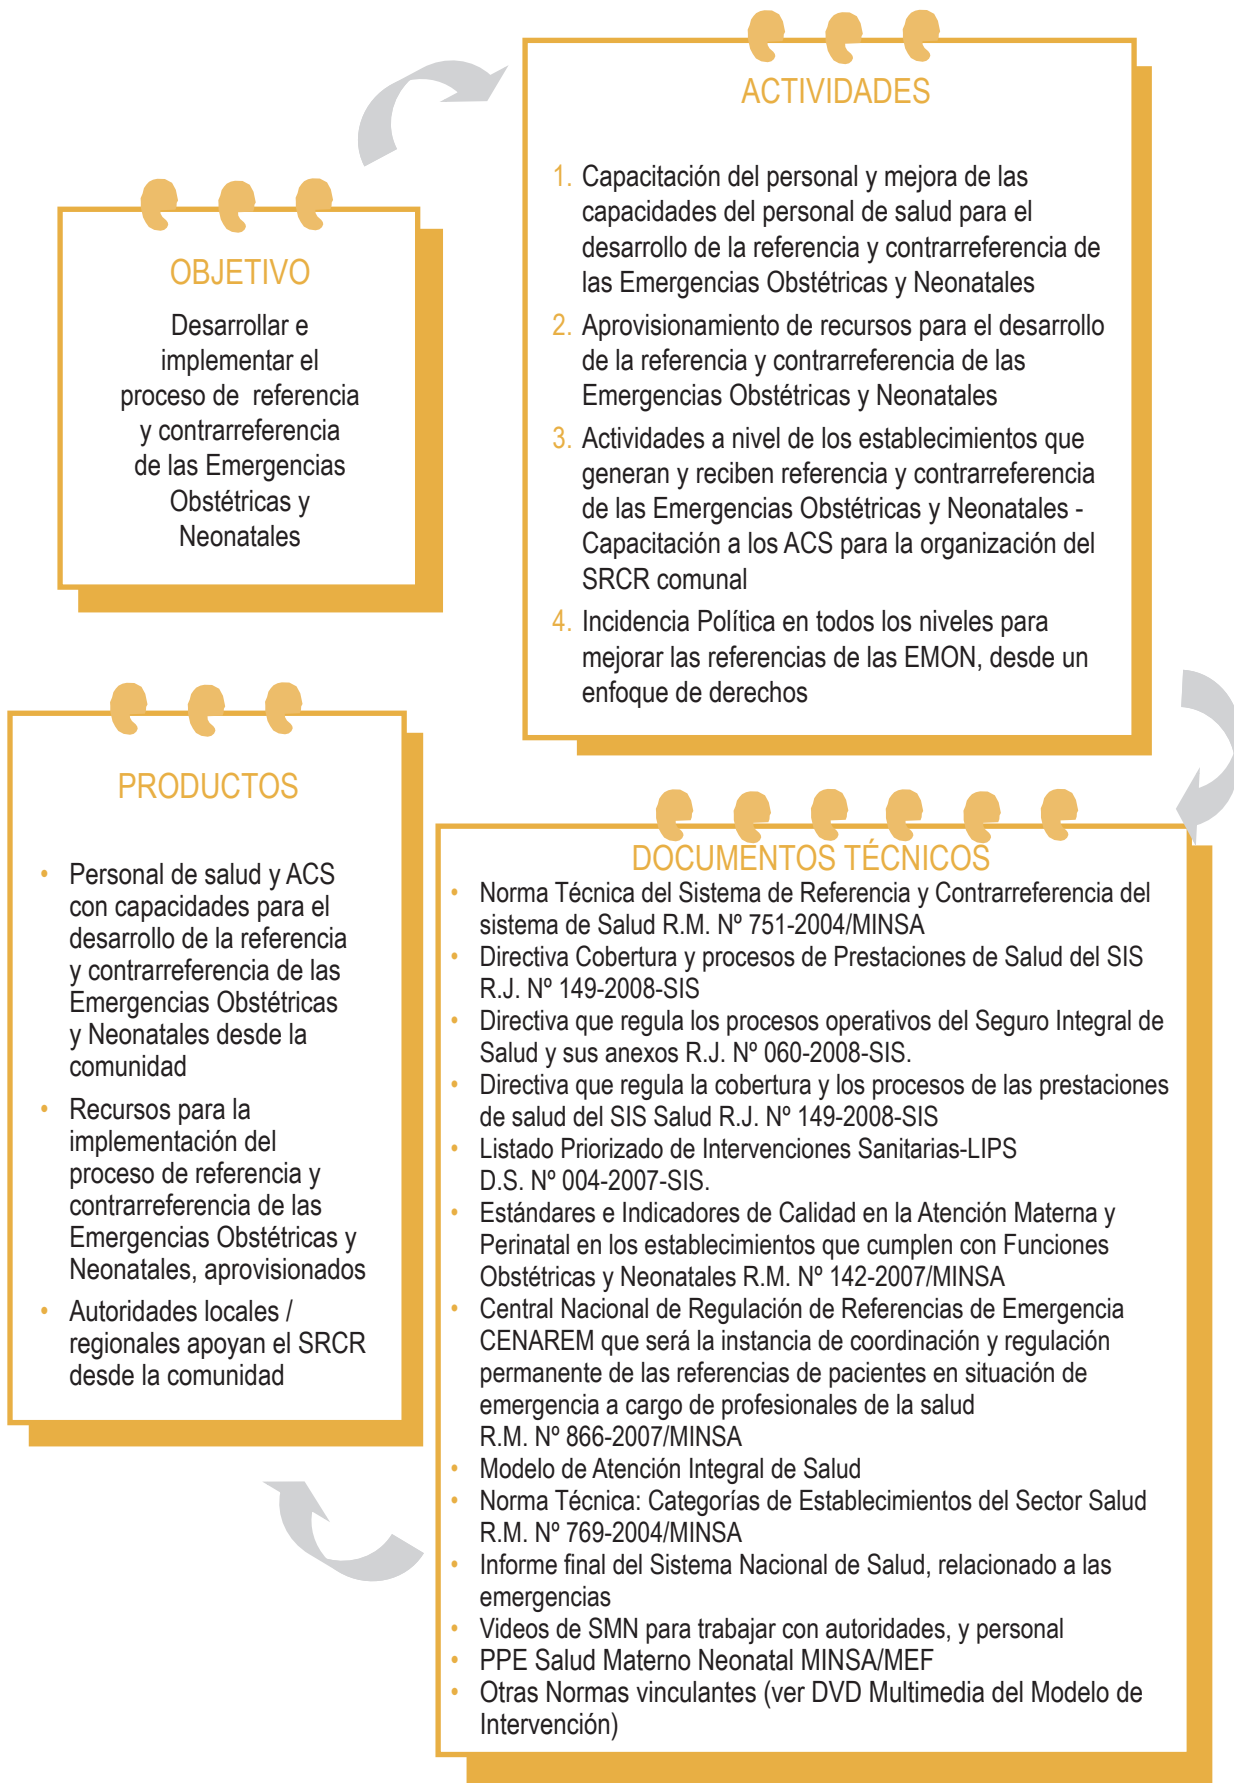 OBJETIVO
Desarrollar e
implementar el
proceso de referencia
y contrarreferencia
de las Emergencias
Obstétricas y
Neonatales
ACTIVIDADES
1. Capacitación del personal y mejora de las
capacidades del personal de salud para el
desarrollo de la referencia y contrarreferencia de
las Emergencias Obstétricas y Neonatales
2. Aprovisionamiento de recursos para el desarrollo
de la referencia y contrarreferencia de las
Emergencias Obstétricas y Neonatales
3. Actividades a nivel de los establecimientos que
generan y reciben referencia y contrarreferencia
de las Emergencias Obstétricas y Neonatales -
Capacitación a los ACS para la organización del
SRCR comunal
4. Incidencia Política en todos los niveles para
mejorar las referencias de las EMON, desde un
enfoque de derechos
DOCUMENTOS TÉCNICOS
• Norma Técnica del Sistema de Referencia y Contrarreferencia del
sistema de Salud R.M. Nº 751-2004/MINSA
• Directiva Cobertura y procesos de Prestaciones de Salud del SIS
R.J. Nº 149-2008-SIS
• Directiva que regula los procesos operativos del Seguro Integral de
Salud y sus anexos R.J. Nº 060-2008-SIS.
• Directiva que regula la cobertura y los procesos de las prestaciones
de salud del SIS Salud R.J. Nº 149-2008-SIS
• Listado Priorizado de Intervenciones Sanitarias-LIPS
D.S. Nº 004-2007-SIS.
• Estándares e Indicadores de Calidad en la Atención Materna y
Perinatal en los establecimientos que cumplen con Funciones
Obstétricas y Neonatales R.M. Nº 142-2007/MINSA
• Central Nacional de Regulación de Referencias de Emergencia
CENAREM que será la instancia de coordinación y regulación
permanente de las referencias de pacientes en situación de
emergencia a cargo de profesionales de la salud
R.M. Nº 866-2007/MINSA
• Modelo de Atención Integral de Salud
• Norma Técnica: Categorías de Establecimientos del Sector Salud
R.M. Nº 769-2004/MINSA
• Informe final del Sistema Nacional de Salud, relacionado a las
emergencias
• Videos de SMN para trabajar con autoridades, y personal
• PPE Salud Materno Neonatal MINSA/MEF
• Otras Normas vinculantes (ver DVD Multimedia del Modelo de
Intervención)
PRODUCTOS
• Personal de salud y ACS
con capacidades para el
desarrollo de la referencia
y contrarreferencia de las
Emergencias Obstétricas
y Neonatales desde la
comunidad
• Recursos para la
implementación del
proceso de referencia y
contrarreferencia de las
Emergencias Obstétricas y
Neonatales, aprovisionados
• Autoridades locales /
regionales apoyan el SRCR
desde la comunidad